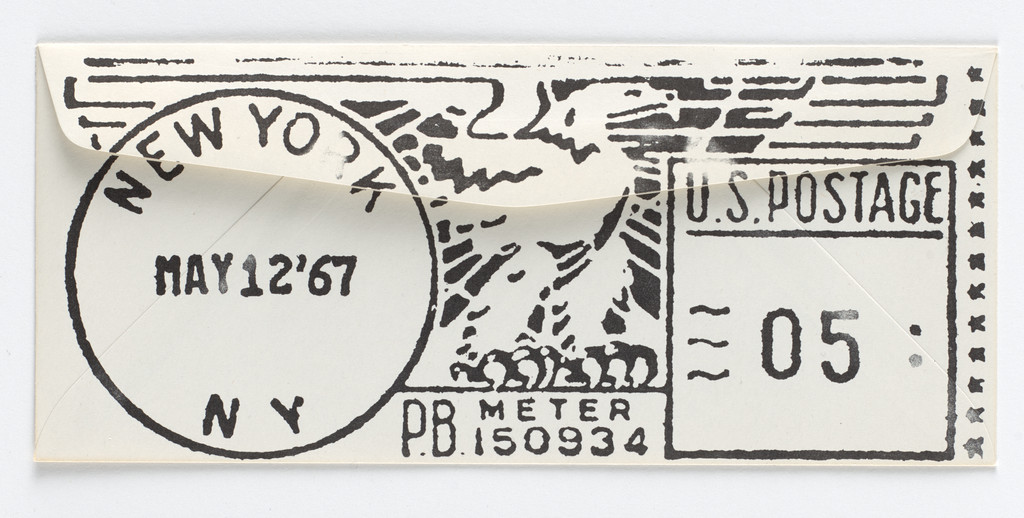 NEW YORK
MAY 12 '67
N Y
P.B. METER
150934
U.S. POSTAGE
05